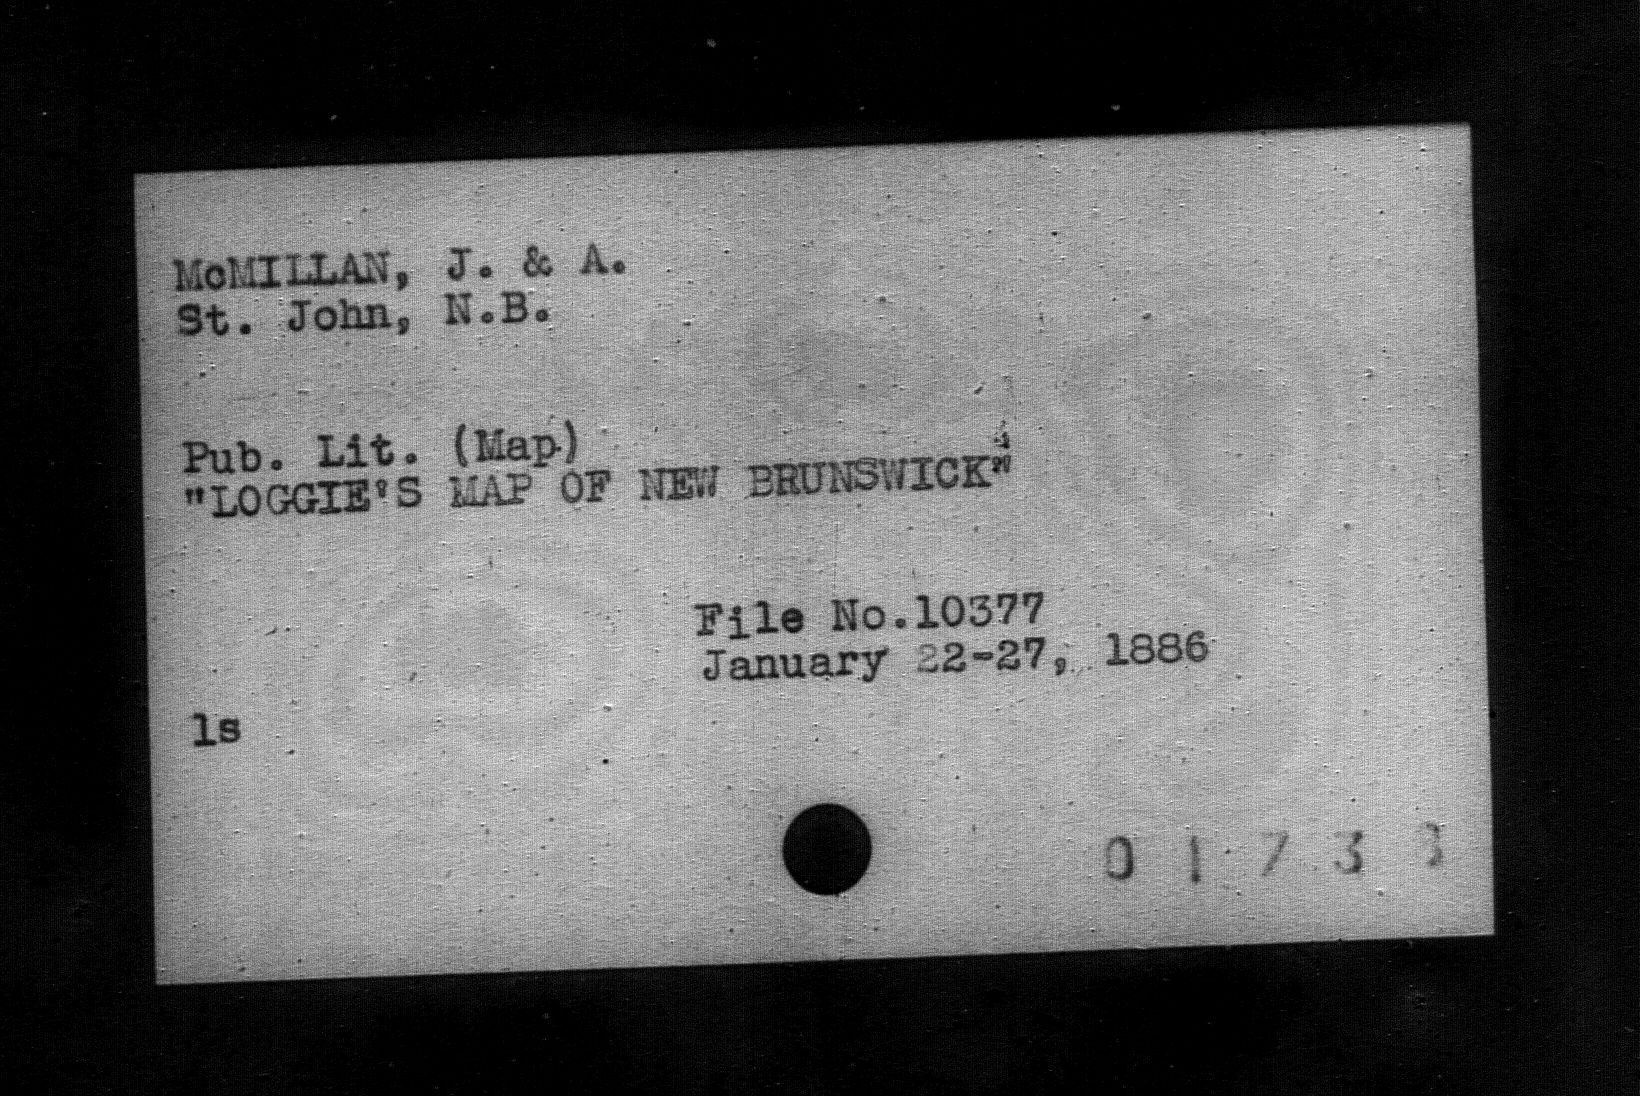 McMILLAN, J. & A.
St. John, N.B.
Pub. Lit. (Map)
"LOGGIE'S MAP OF NEW BRUNSWICK"
File No.10377
January 22-27, 1886
ls
0 1 7 3 3